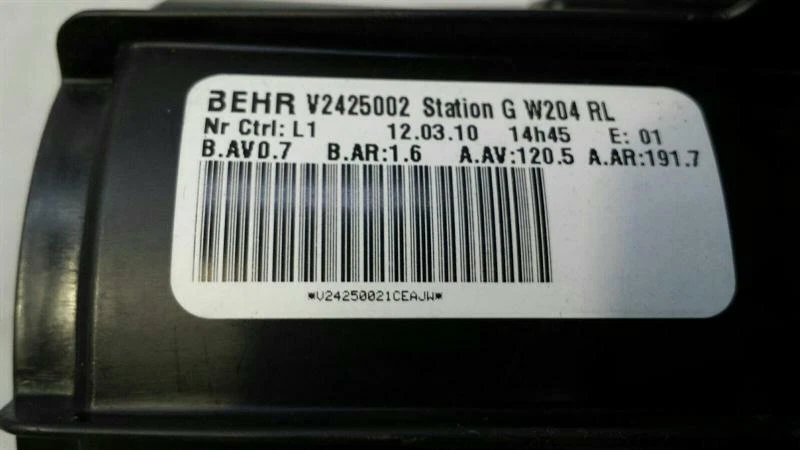 BEHR V2425002 Station G W204 RL
Nr Ctrl: L1 12.03.10 14h45 E: 01
B.AV0.7 B.AR:1.6 A.AV:120.5 A.AR:191.7
*V24250021CEAJW*